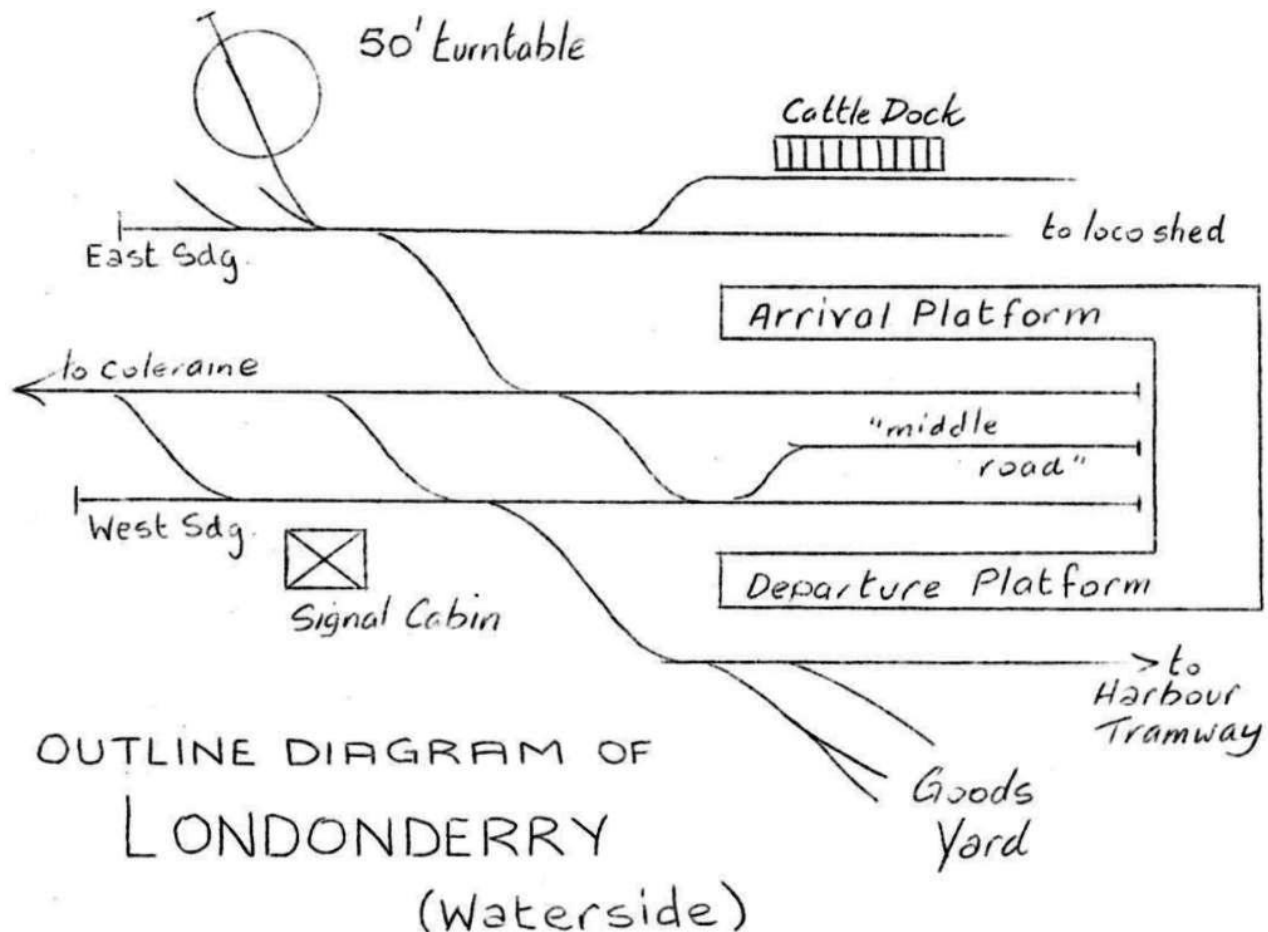 50' turntable
Cattle Dock
to loco shed
East Sdg.
Arrival Platform
to Coleraine
"middle
road"
West Sdg.
Departure Platform
Signal Cabin
to
Harbour
Tramway
OUTLINE DIAGRAM OF
LONDONDERRY
(Waterside)
Goods
Yard